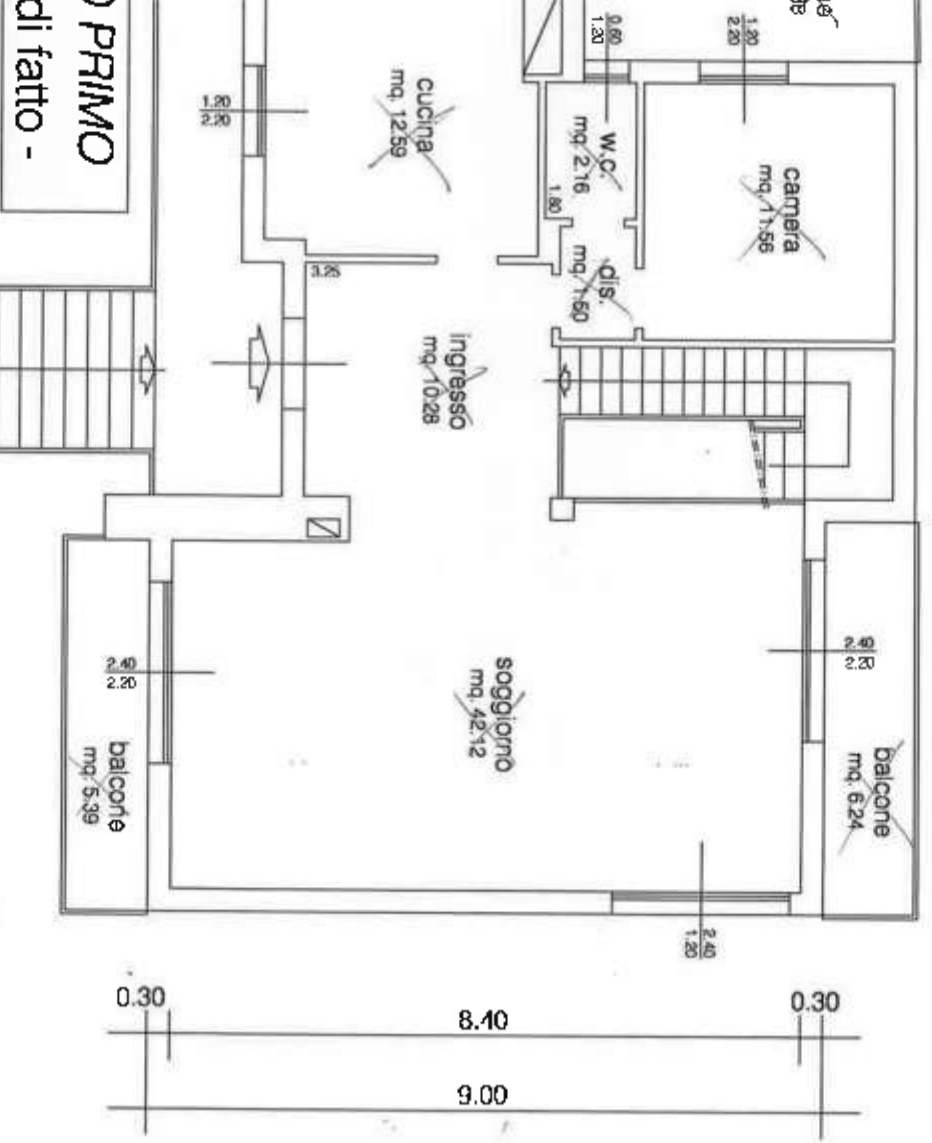 PRIMO
di fatto -
cucina
mq. 12.59
1.20
2.20
0.60
1.20
1.20
2.20
w.c.
mq. 2.16
1.80
camera
mq. 11.56
dis.
mq. 1.50
3.25
ingresso
mq. 10.28
soggiorno
mq. 42.12
2.40
2.20
balcone
mq. 5.39
2.40
2.20
balcone
mq. 6.24
2.40
1.20
0.30
8.40
0.30
9.00